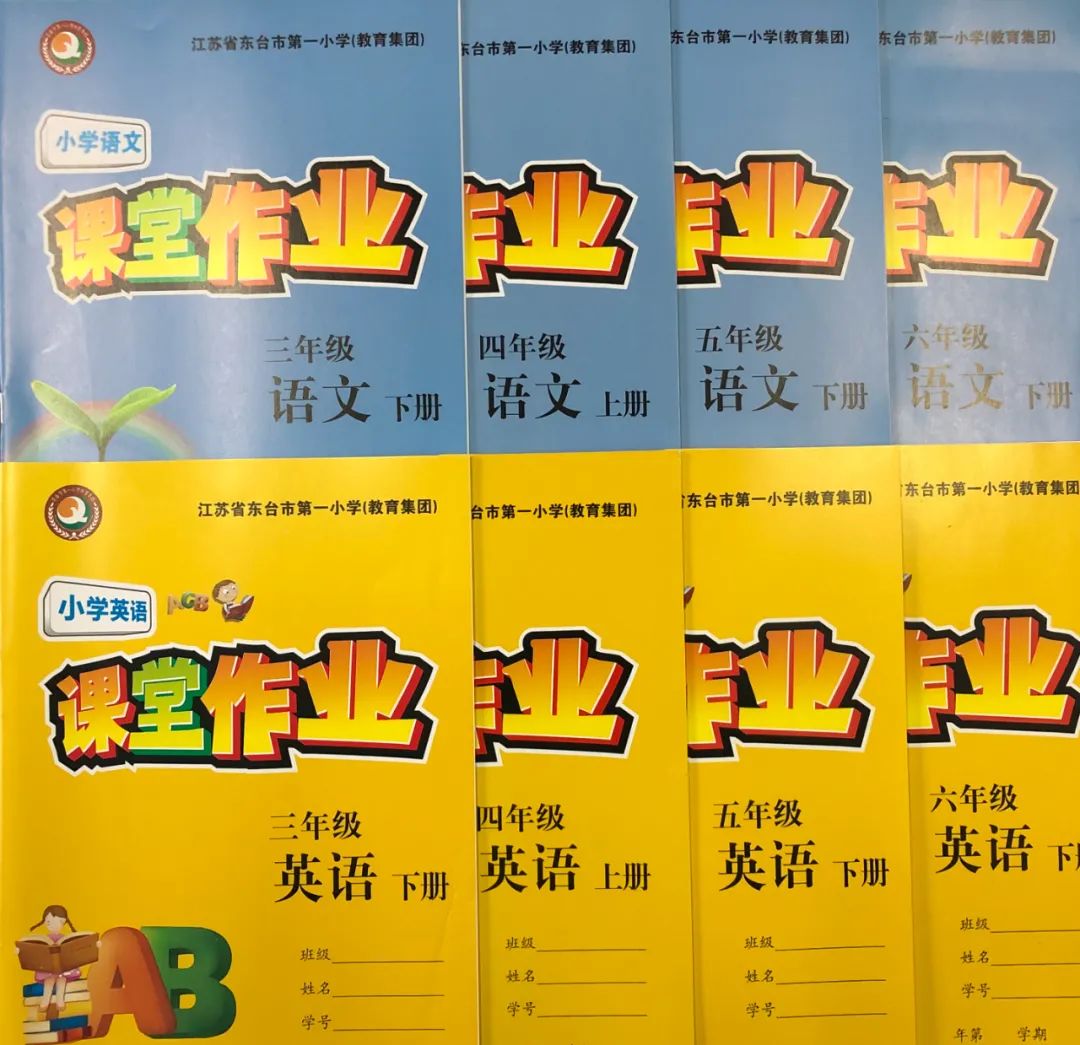 江苏省东台市第一小学(教育集团)
小学语文
课堂作业
三年级
语文 下册
东台市第一小学(教育集团)
作业
四年级
语文 上册
东台市第一小学(教育集团)
作业
五年级
语文 下册
东台市第一小学(教育集团)
作业
六年级
语文 下册
江苏省东台市第一小学(教育集团)
小学英语
课堂作业
三年级
英语 下册
AB
班级
姓名
学号
台市第一小学(教育集团)
作业
四年级
英语 上册
班级
姓名
学号
省东台市第一小学(教育集团)
作业
五年级
英语 下册
班级
姓名
学号
省东台市第一小学(教育集团)
作业
六年级
英语 下册
班级
姓名
学号
年第 学期